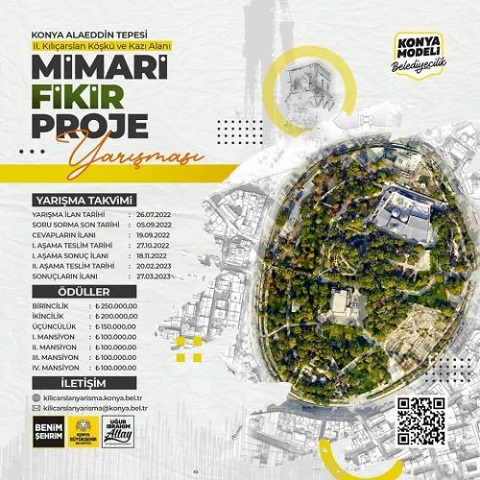 KONYA ALAEDDİN TEPESİ
II. Kılıçarslan Köşkü ve Kazı Alanı
MİMARİ
FİKİR
PROJE
Yarışması
KONYA
MODELİ
Belediyecilik
YARIŞMA TAKVİMİ
YARIŞMA İLAN TARİHİ : 26.07.2022
SORU SORMA SON TARİHİ : 05.09.2022
CEVAPLARIN İLANI : 19.09.2022
I. AŞAMA TESLİM TARİHİ : 27.10.2022
I. AŞAMA SONUÇ İLANI : 18.11.2022
II. AŞAMA TESLİM TARİHİ : 20.02.2023
SONUÇLARIN İLANI : 27.03.2023
ÖDÜLLER
BİRİNCİLİK : ₺ 250.000,00
İKİNCİLİK : ₺ 200.000,00
ÜÇÜNCÜLÜK : ₺ 150.000,00
I. MANSİYON : ₺ 100.000.00
II. MANSİYON : ₺ 100.000.00
III. MANSİYON : ₺ 100.000.00
IV. MANSİYON : ₺ 100.000.00
İLETİŞİM
kilicarslanyarisma.konya.bel.tr
kilicarslanyarisma@konya.bel.tr
BENİM
ŞEHRİM
KONYA
BÜYÜKŞEHİR
BELEDİYESİ
UĞUR
İBRAHİM
Altay